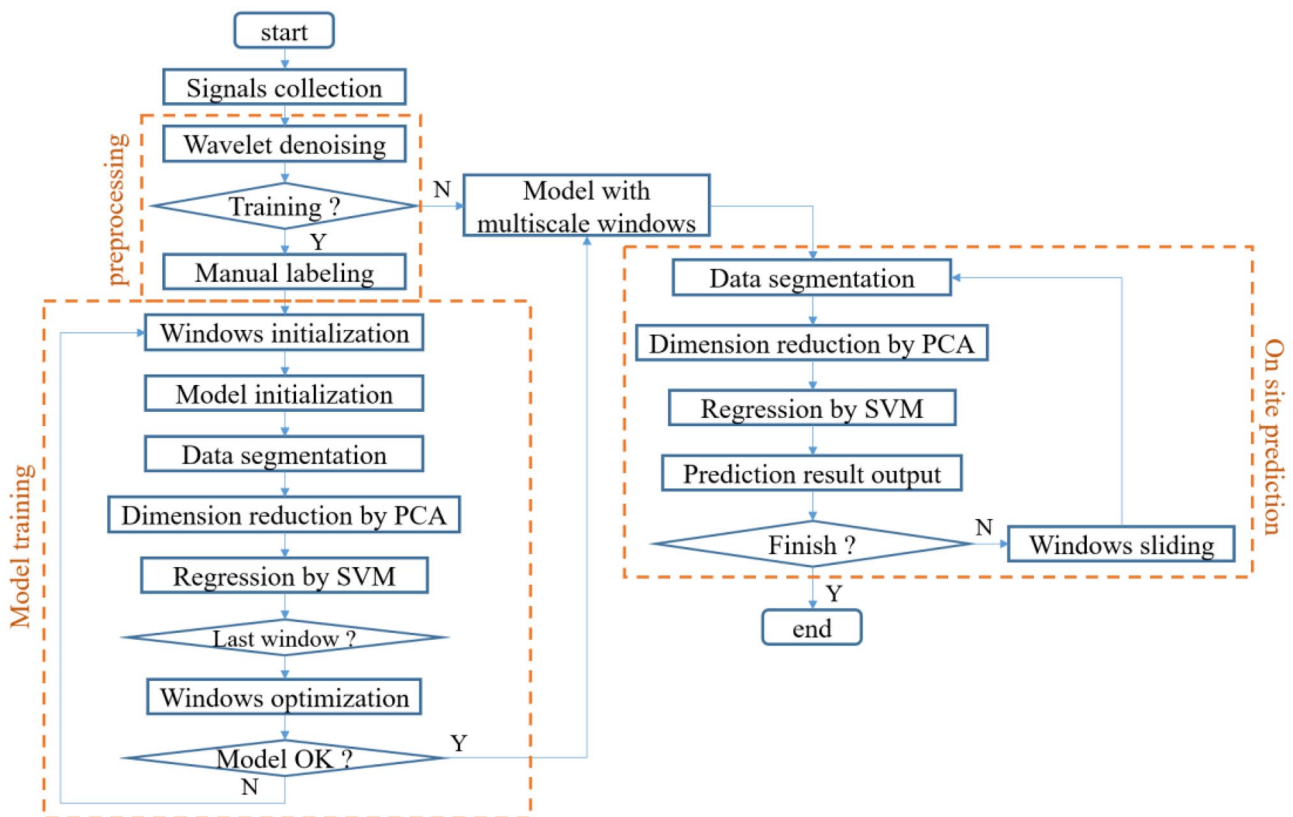 start
Signals collection
preprocessing
Wavelet denoising
Training ?
N
Y
Manual labeling
Model with
multiscale windows
Model training
Windows initialization
Model initialization
Data segmentation
Dimension reduction by PCA
Regression by SVM
Last window ?
Windows optimization
Model OK ?
Y
N
On site prediction
Data segmentation
Dimension reduction by PCA
Regression by SVM
Prediction result output
Finish ?
N
Windows sliding
Y
end